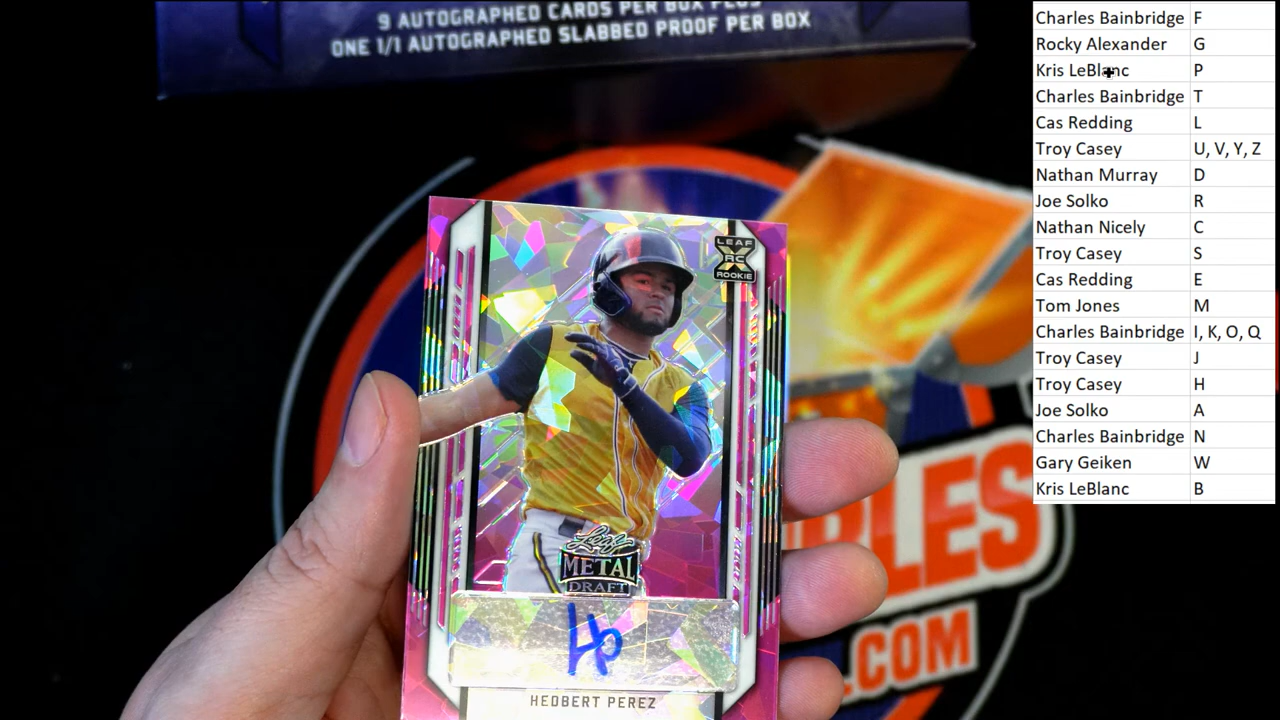 9 AUTOGRAPHED CARDS PER BOX PLUS
ONE 1/1 AUTOGRAPHED SLABBED PROOF PER BOX
LEAF
RC
ROOKIE
Leaf
METAL
DRAFT
Hp
HEDBERT PEREZ
BLES
.COM
Charles Bainbridge F
Rocky Alexander G
Kris LeBlanc P
Charles Bainbridge T
Cas Redding L
Troy Casey U, V, Y, Z
Nathan Murray D
Joe Solko R
Nathan Nicely C
Troy Casey S
Cas Redding E
Tom Jones M
Charles Bainbridge I, K, O, Q
Troy Casey J
Troy Casey H
Joe Solko A
Charles Bainbridge N
Gary Geiken W
Kris LeBlanc B